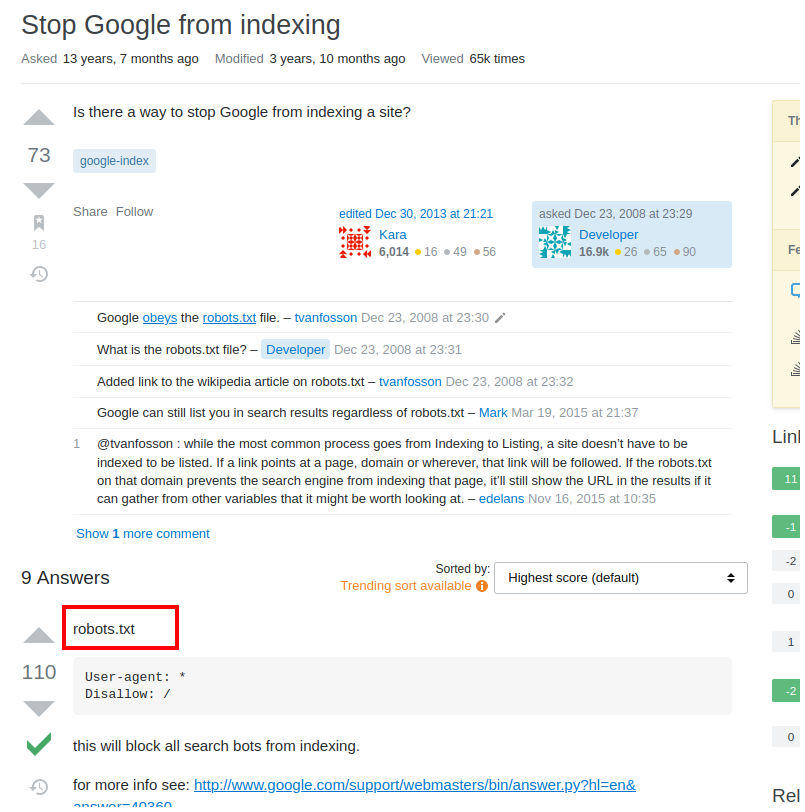 Stop Google from indexing
Asked 13 years, 7 months ago Modified 3 years, 10 months ago Viewed 65k times
Is there a way to stop Google from indexing a site?
73
google-index
Share Follow
16
edited Dec 30, 2013 at 21:21
Kara
6,014 16 49 56
asked Dec 23, 2008 at 23:29
Developer
16.9k 26 65 90
Google obeys the robots.txt file. – tvanfosson Dec 23, 2008 at 23:30
What is the robots.txt file? – Developer Dec 23, 2008 at 23:31
Added link to the wikipedia article on robots.txt – tvanfosson Dec 23, 2008 at 23:32
Google can still list you in search results regardless of robots.txt – Mark Mar 19, 2015 at 21:37
1 @tvanfosson : while the most common process goes from Indexing to Listing, a site doesn’t have to be
indexed to be listed. If a link points at a page, domain or wherever, that link will be followed. If the robots.txt
on that domain prevents the search engine from indexing that page, it’ll still show the URL in the results if it
can gather from other variables that it might be worth looking at. – edelans Nov 16, 2015 at 10:35
Show 1 more comment
9 Answers
Sorted by:
Trending sort available
Highest score (default)
robots.txt
110
User-agent: *
Disallow: /
this will block all search bots from indexing.
for more info see: http://www.google.com/support/webmasters/bin/answer.py?hl=en&
answer=40360
Th
Fe
Lin
11
-1
-2
0
1
-2
0
Rel